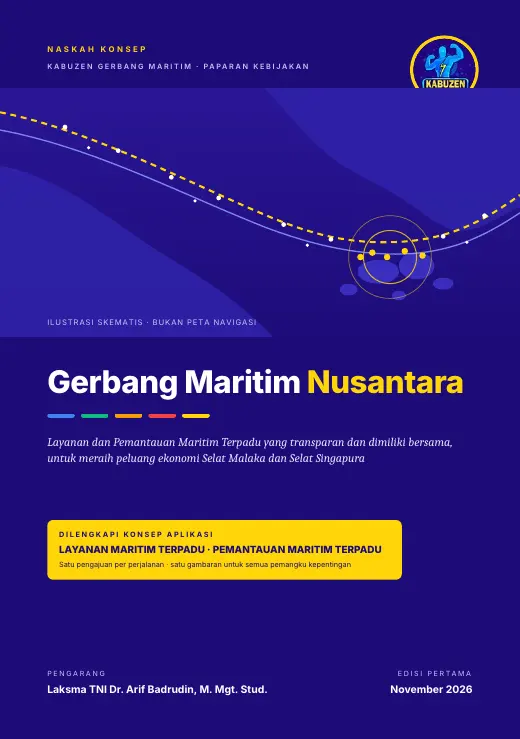 NASKAH KONSEP
KABUZEN GERBANG MARITIM · PAPARAN KEBIJAKAN
KABUZEN
ILUSTRASI SKEMATIS · BUKAN PETA NAVIGASI
Gerbang Maritim Nusantara
Layanan dan Pemantauan Maritim Terpadu yang transparan dan dimiliki bersama,
untuk meraih peluang ekonomi Selat Malaka dan Selat Singapura
DILENGKAPI KONSEP APLIKASI
LAYANAN MARITIM TERPADU · PEMANTAUAN MARITIM TERPADU
Satu pengajuan per perjalanan · satu gambaran untuk semua pemangku kepentingan
PENGARANG
Laksma TNI Dr. Arif Badrudin, M. Mgt. Stud.
EDISI PERTAMA
November 2026